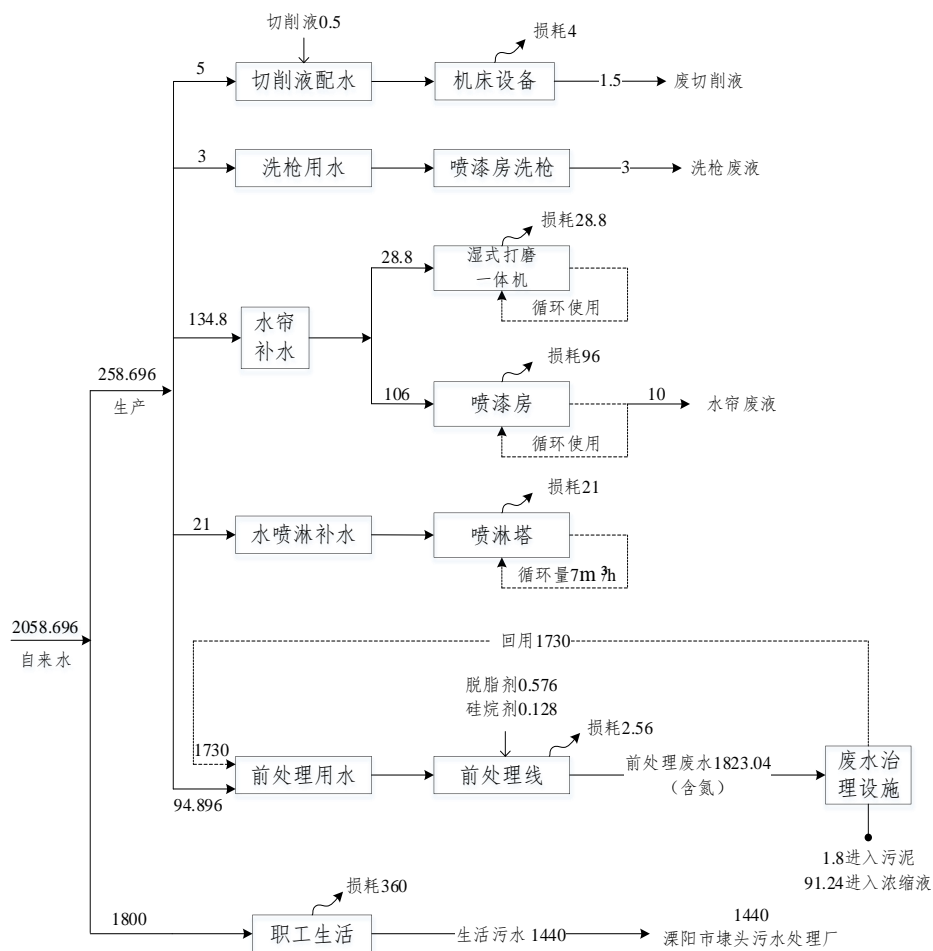 切削液0.5
损耗4
5
切削液配水
机床设备
1.5
废切削液
3
洗枪用水
喷漆房洗枪
3
洗枪废液
损耗28.8
28.8
湿式打磨
一体机
循环使用
134.8
水帘
补水
258.696
生产
损耗96
106
喷漆房
10
水帘废液
循环使用
损耗21
21
水喷淋补水
喷淋塔
循环量7m³/h
2058.696
自来水
回用1730
脱脂剂0.576
硅烷剂0.128
损耗2.56
1730
前处理用水
前处理线
前处理废水1823.04
（含氮）
废水治
理设施
94.896
1.8进入污泥
91.24进入浓缩液
损耗360
1800
职工生活
生活污水1440
1440
溧阳市埭头污水处理厂